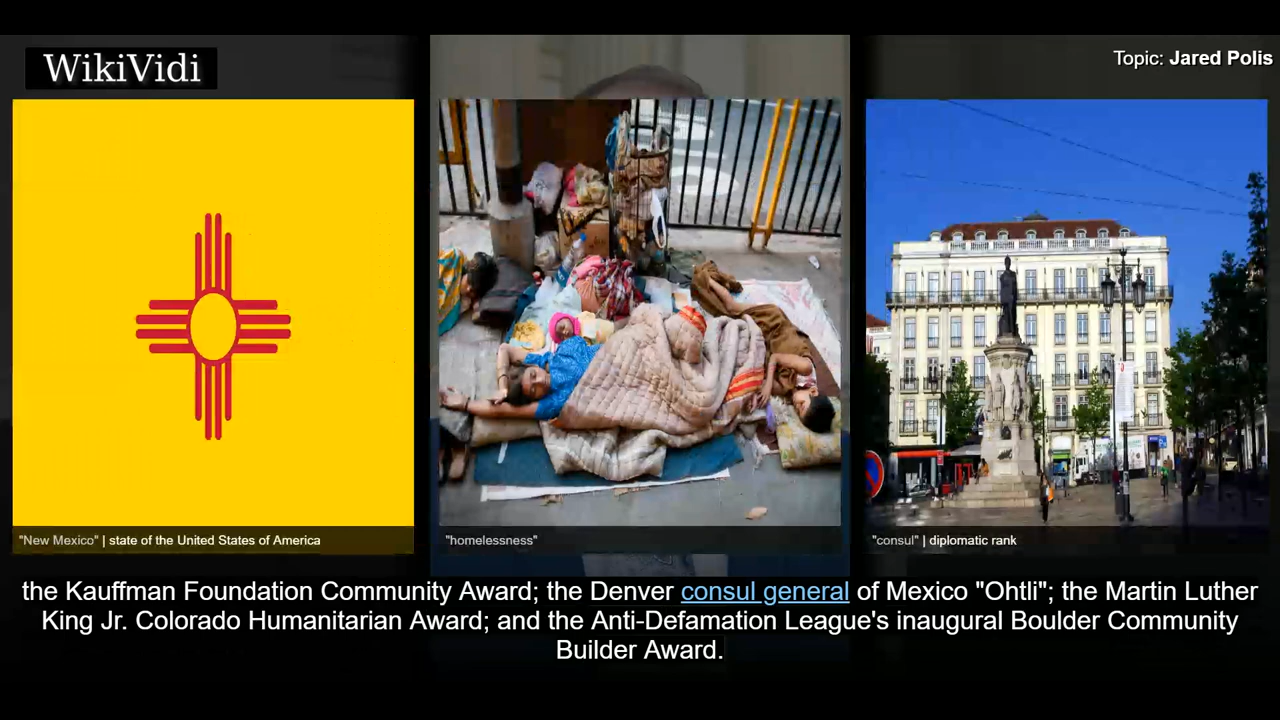 WikiVidi
Topic: Jared Polis
"New Mexico" | state of the United States of America
"homelessness"
"consul" | diplomatic rank
the Kauffman Foundation Community Award; the Denver consul general of Mexico "Ohtli"; the Martin Luther
King Jr. Colorado Humanitarian Award; and the Anti-Defamation League's inaugural Boulder Community
Builder Award.